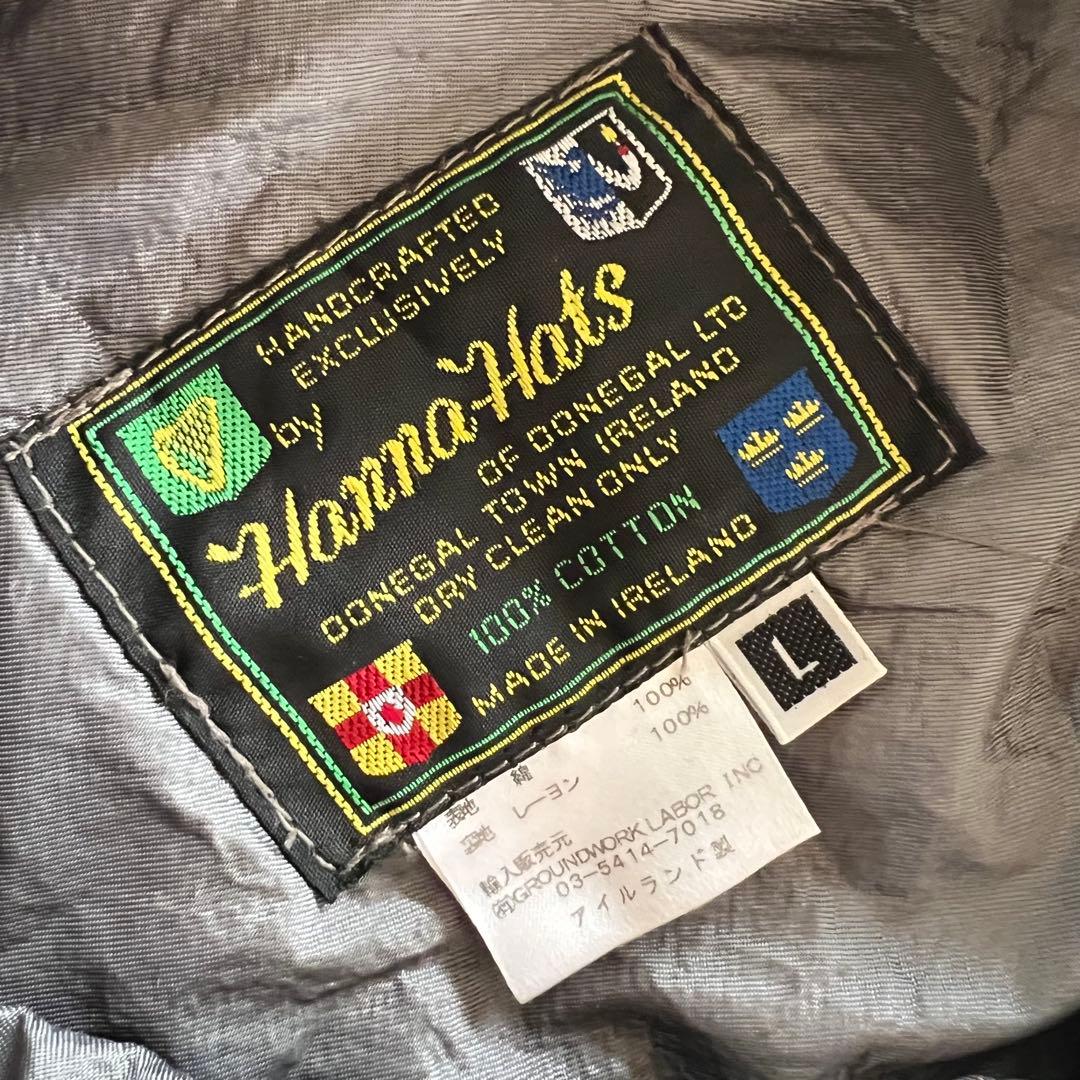 HANDCRAFTED
EXCLUSIVELY
by
Hanna Hats
OF DONEGAL LTD
DONEGAL TOWN IRELAND
DRY CLEAN ONLY
100% COTTON
MADE IN IRELAND
L
表地 綿 100%
裏地 レーヨン 100%
輸入販売元
㈲GROUNDWORK LABOR INC
03-5414-7018
アイルランド製